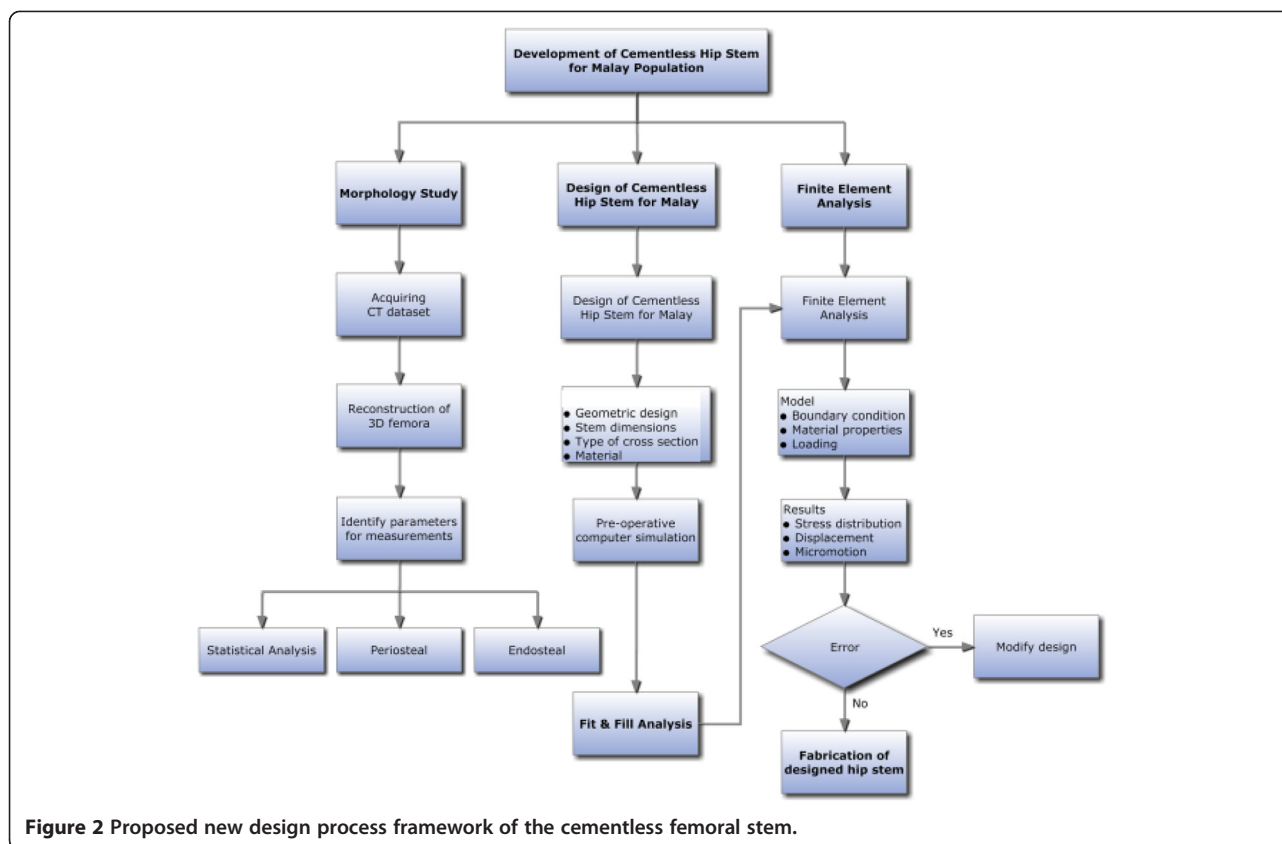 Development of Cementless Hip Stem
for Malay Population
Morphology Study
Acquiring
CT dataset
Reconstruction of
3D femora
Identify parameters
for measurements
Statistical Analysis
Periosteal
Endosteal
Design of Cementless
Hip Stem for Malay
Design of Cementless
Hip Stem for Malay
● Geometric design
● Stem dimensions
● Type of cross section
● Material
Pre-operative
computer simulation
Fit & Fill Analysis
Finite Element
Analysis
Finite Element
Analysis
Model
● Boundary condition
● Material properties
● Loading
Results
● Stress distribution
● Displacement
● Micromotion
Error
Yes
Modify design
No
Fabrication of
designed hip stem
Figure 2 Proposed new design process framework of the cementless femoral stem.